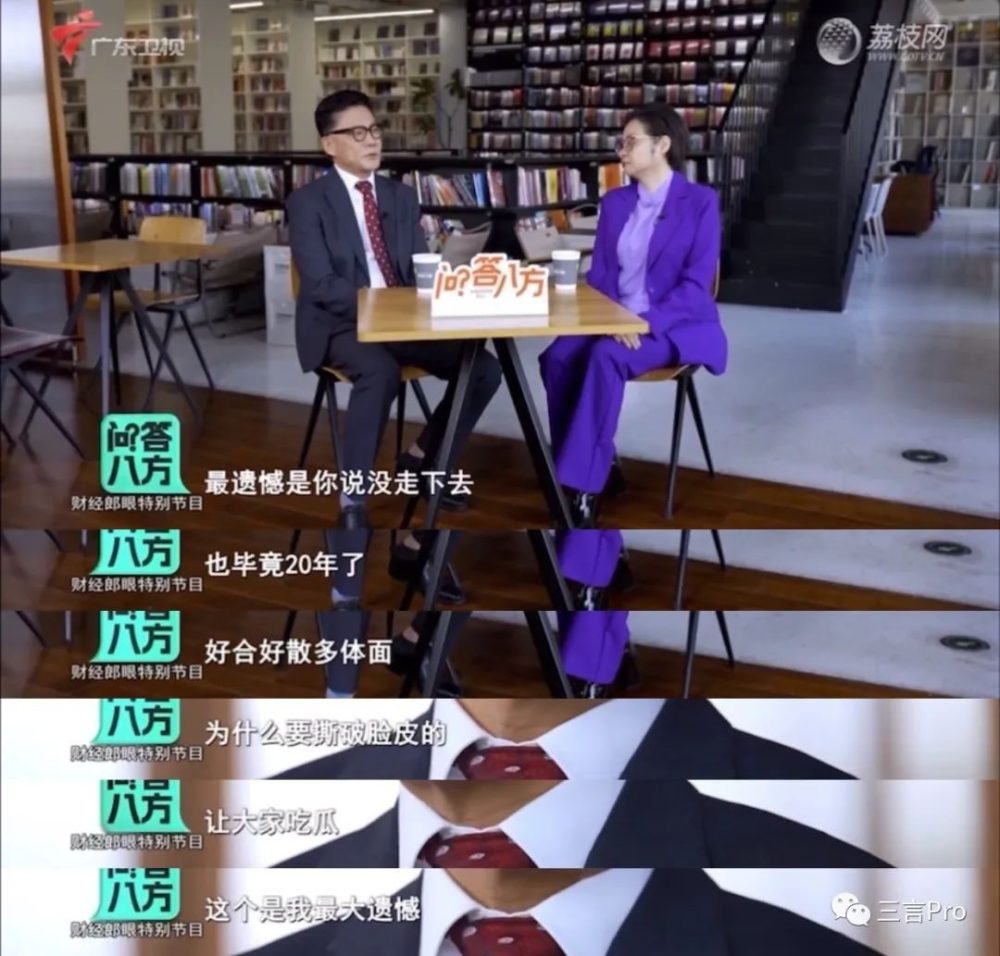 广东卫视
荔枝网
WWW.GDTV.CN
问?答八方
问?答
八方
财经郎眼特别节目
最遗憾是你说没走下去
八方
财经郎眼特别节目
也毕竟20年了
八方
财经郎眼特别节目
好合好散多体面
八方
财经郎眼特别节目
为什么要撕破脸皮的
八方
财经郎眼特别节目
让大家吃瓜
八方
财经郎眼特别节目
这个是我最大遗憾
三言Pro